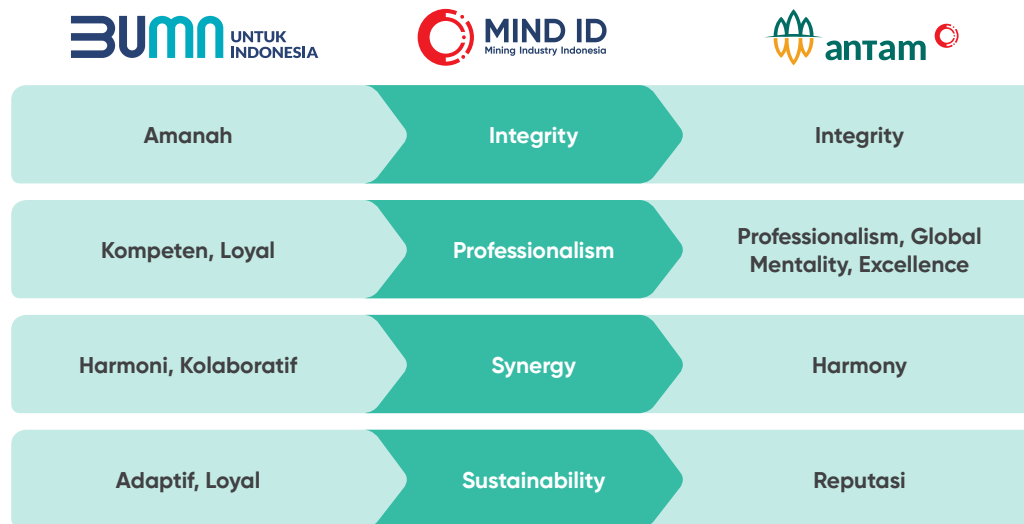 BUMN UNTUK
INDONESIA
MIND ID
Mining Industry Indonesia
antam
Amanah
Integrity
Integrity
Kompeten, Loyal
Professionalism
Professionalism, Global
Mentality, Excellence
Harmoni, Kolaboratif
Synergy
Harmony
Adaptif, Loyal
Sustainability
Reputasi